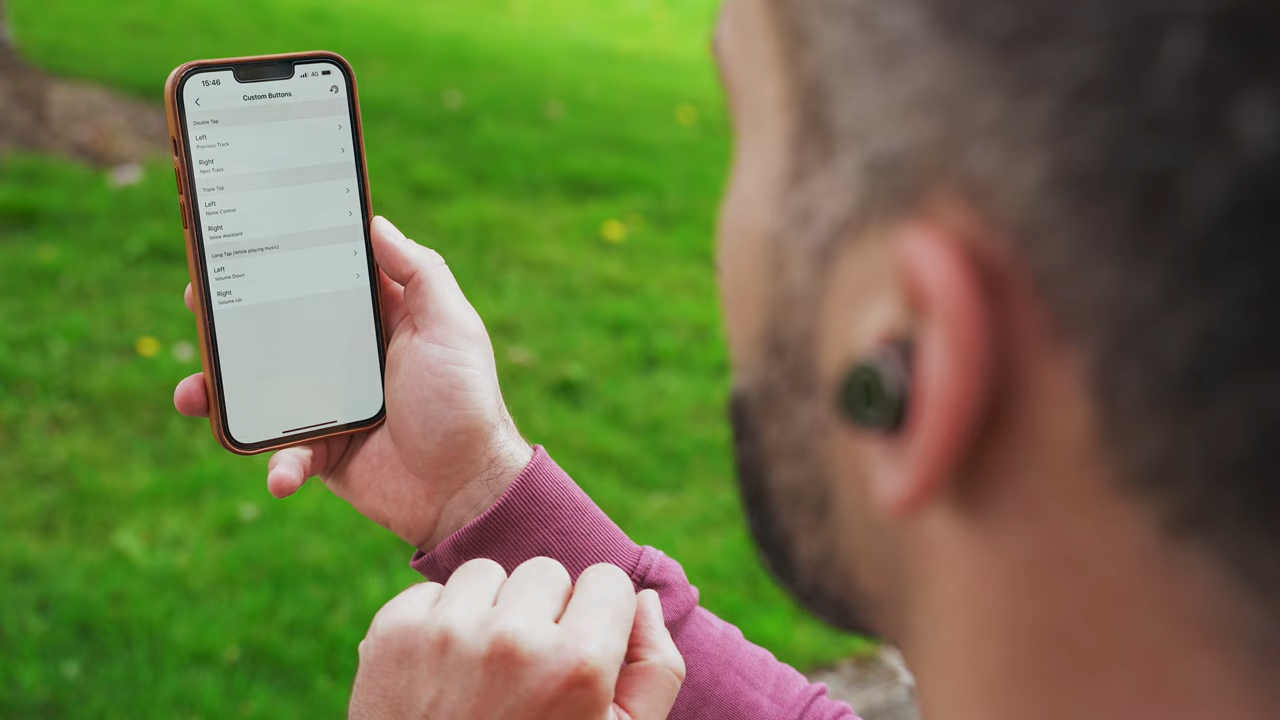 15:46 4G
Custom Buttons
Double Tap
Left
Previous Track
Right
Next Track
Triple Tap
Left
Noise Control
Right
Voice Assistant
Long Tap (While playing music)
Left
Volume Down
Right
Volume Up